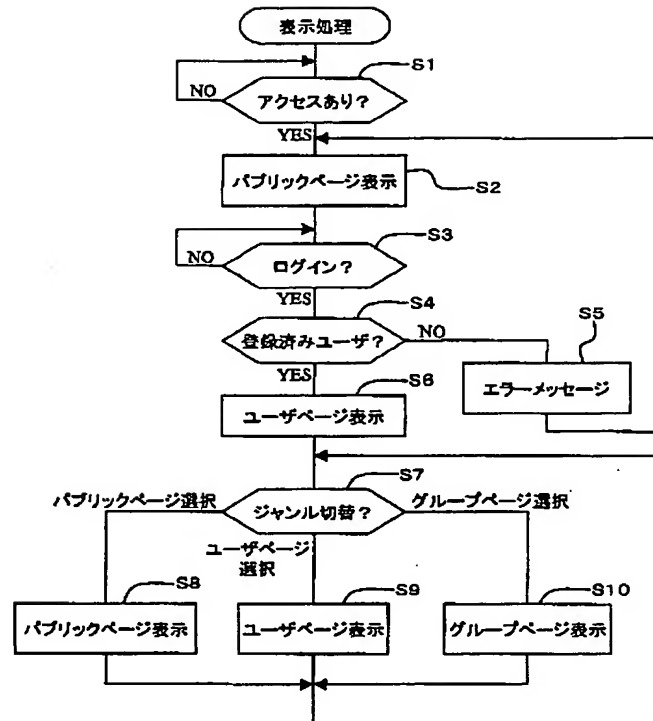 表示処理
S1
NO
アクセスあり?
YES
パブリックページ表示
S2
S3
NO
ログイン?
YES
S4
登録済みユーザ?
NO
S5
YES
S6
エラーメッセージ
ユーザページ表示
S7
パブリックページ選択
ジャンル切替?
グループページ選択
ユーザページ
選択
S8
S9
S10
パブリックページ表示
ユーザページ表示
グループページ表示